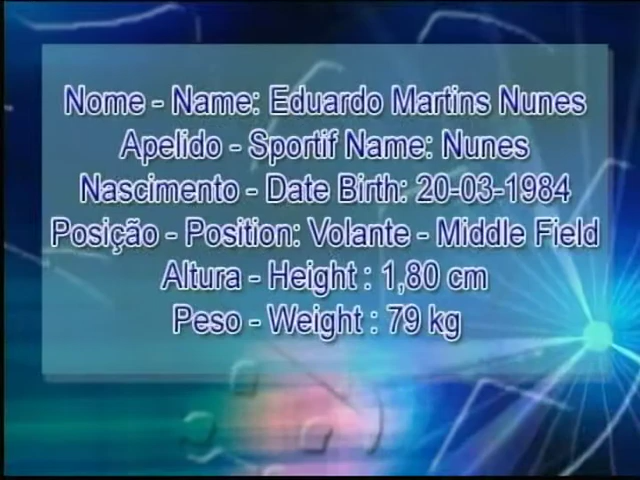 Nome - Name: Eduardo Martins Nunes
Apelido - Sportif Name: Nunes
Nascimento - Date Birth: 20-03-1984
Posição - Position: Volante - Middle Field
Altura - Height : 1,80 cm
Peso - Weight : 79 kg